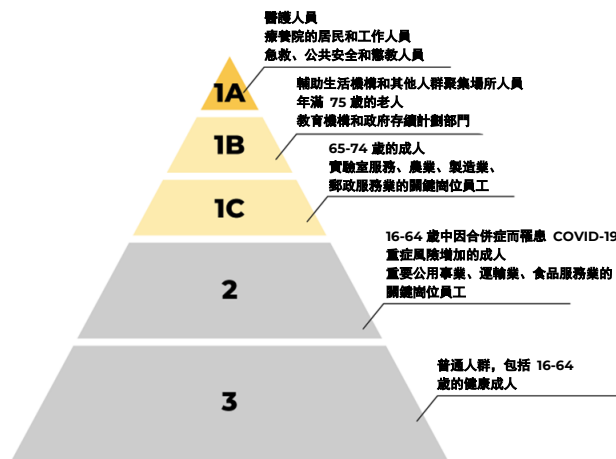 醫護人員
療養院的居民和工作人員
急救、公共安全和懲教人員
1A
輔助生活機構和其他人群聚集場所人員
年滿 75 歲的老人
教育機構和政府存續計劃部門
1B
65-74 歲的成人
實驗室服務、農業、製造業、
郵政服務業的關鍵崗位員工
1C
16-64 歲中因合併症而罹患 COVID-19
重症風險增加的成人
重要公用事業、運輸業、食品服務業的
關鍵崗位員工
2
普通人群，包括 16-64
歲的健康成人
3